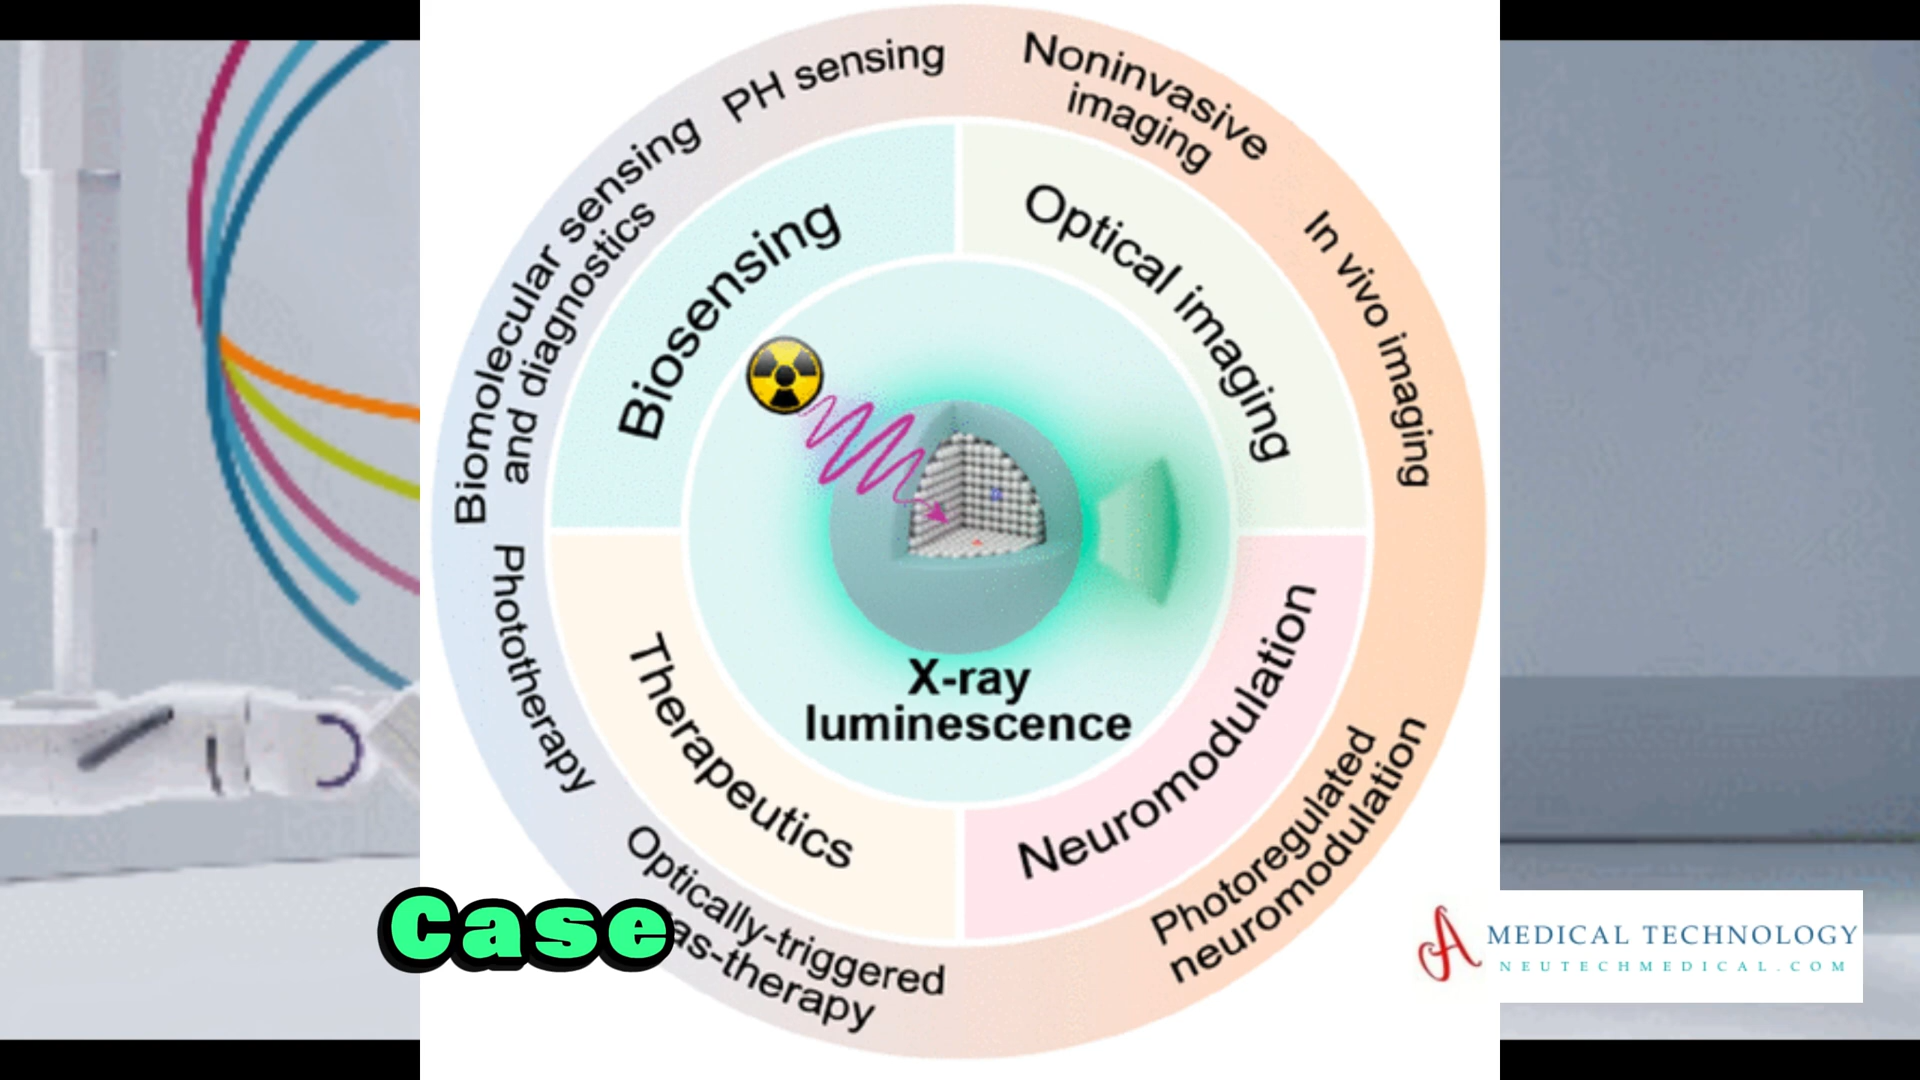 PH sensing
Noninvasive
imaging
Biomolecular sensing
and diagnostics
In vivo imaging
Biosensing
Optical imaging
X-ray
luminescence
Therapeutics
Neuromodulation
Phototherapy
Optically-triggered
as-therapy
Photoregulated
neuromodulation
Case
MEDICAL TECHNOLOGY
NEUTECHMEDICAL.COM